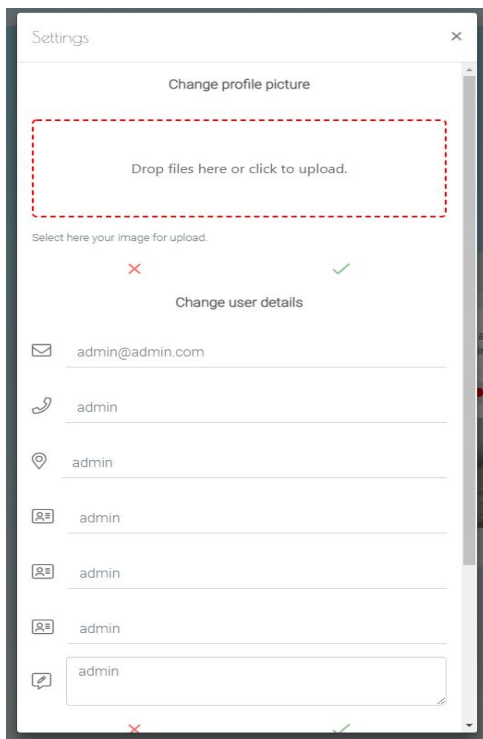 Settings
Change profile picture
Drop files here or click to upload.
Select here your image for upload.
Change user details
admin@admin.com
admin
admin
admin
admin
admin
admin